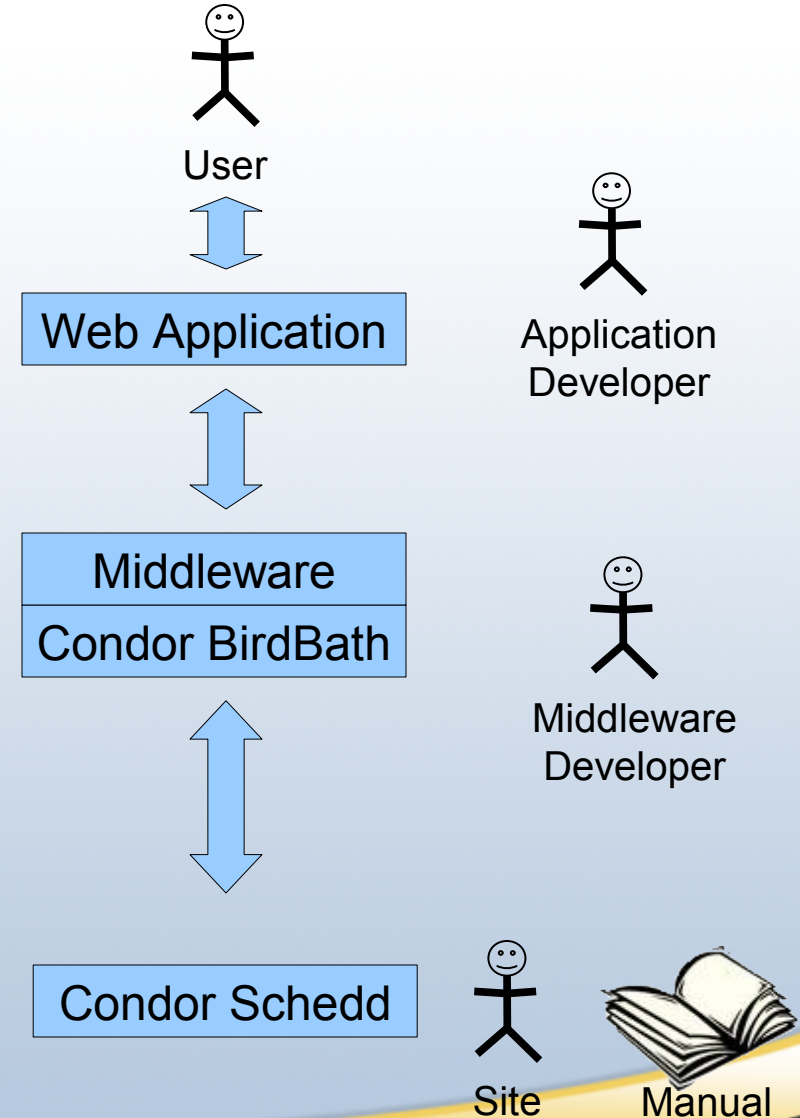 User
Web Application
Application
Developer
Middleware
Condor BirdBath
Middleware
Developer
Condor Schedd
Site
Manual